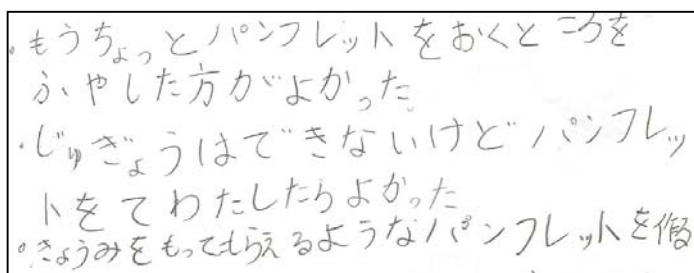 ・もうちょっとパンフレットをおくところを
ふやした方がよかった
・じゅぎょうはできないけどパンフレッ
トをてわたしたらよかった
・きょうみをもってもらえるようなパンフレットを作る